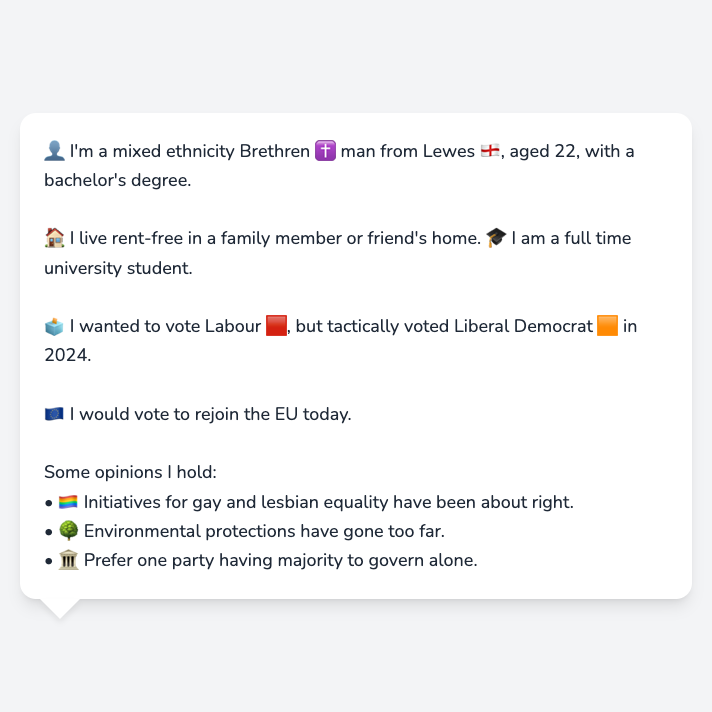 👤 I'm a mixed ethnicity Brethren ✝️ man from Lewes 🏴󠁧󠁢󠁥󠁮󠁧󠁿, aged 22, with a
bachelor's degree.
🏠 I live rent-free in a family member or friend's home. 🎓 I am a full time
university student.
🗳️ I wanted to vote Labour 🟥, but tactically voted Liberal Democrat 🟧 in
2024.
🇪🇺 I would vote to rejoin the EU today.
Some opinions I hold:
• 🏳️‍🌈 Initiatives for gay and lesbian equality have been about right.
• 🌳 Environmental protections have gone too far.
• 🏛️ Prefer one party having majority to govern alone.